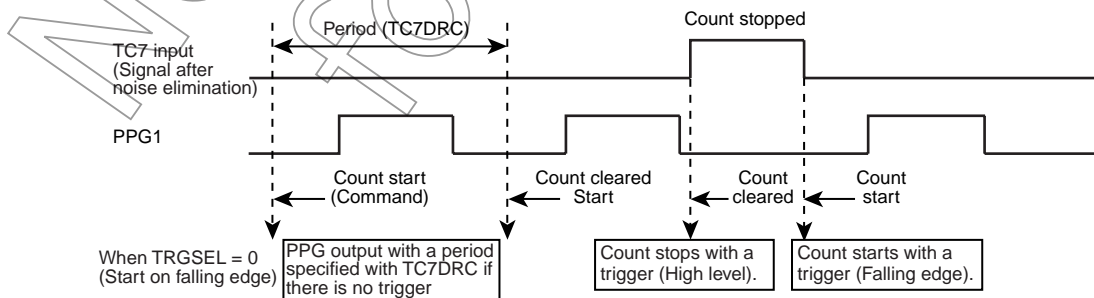 Count stopped
Period (TC7DRC)
TC7 input
(Signal after
noise elimination)
PPG1
Count start
(Command)
Count cleared
Start
Count
cleared
Count
start
When TRGSEL = 0
(Start on falling edge)
PPG output with a period
specified with TC7DRC if
there is no trigger
Count stops with a
trigger (High level).
Count starts with a
trigger (Falling edge).